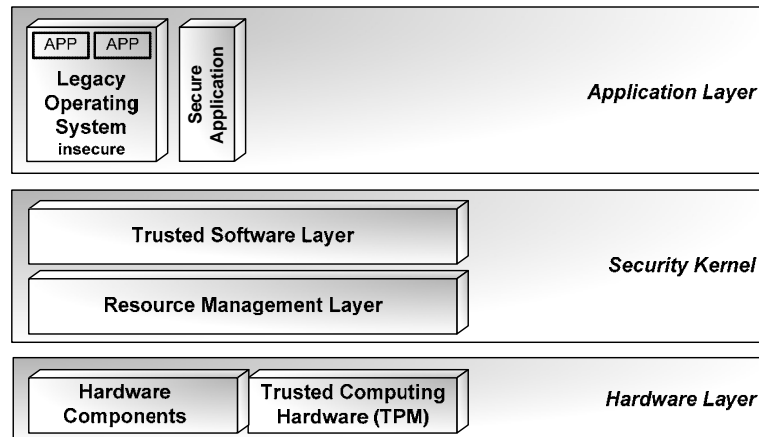 APP APP
Legacy
Operating
System
insecure
Secure
Application
Application Layer
Trusted Software Layer
Security Kernel
Resource Management Layer
Hardware
Components
Trusted Computing
Hardware (TPM)
Hardware Layer